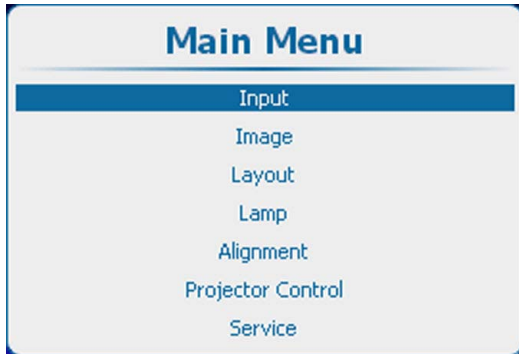 Main Menu
Input
Image
Layout
Lamp
Alignment
Projector Control
Service